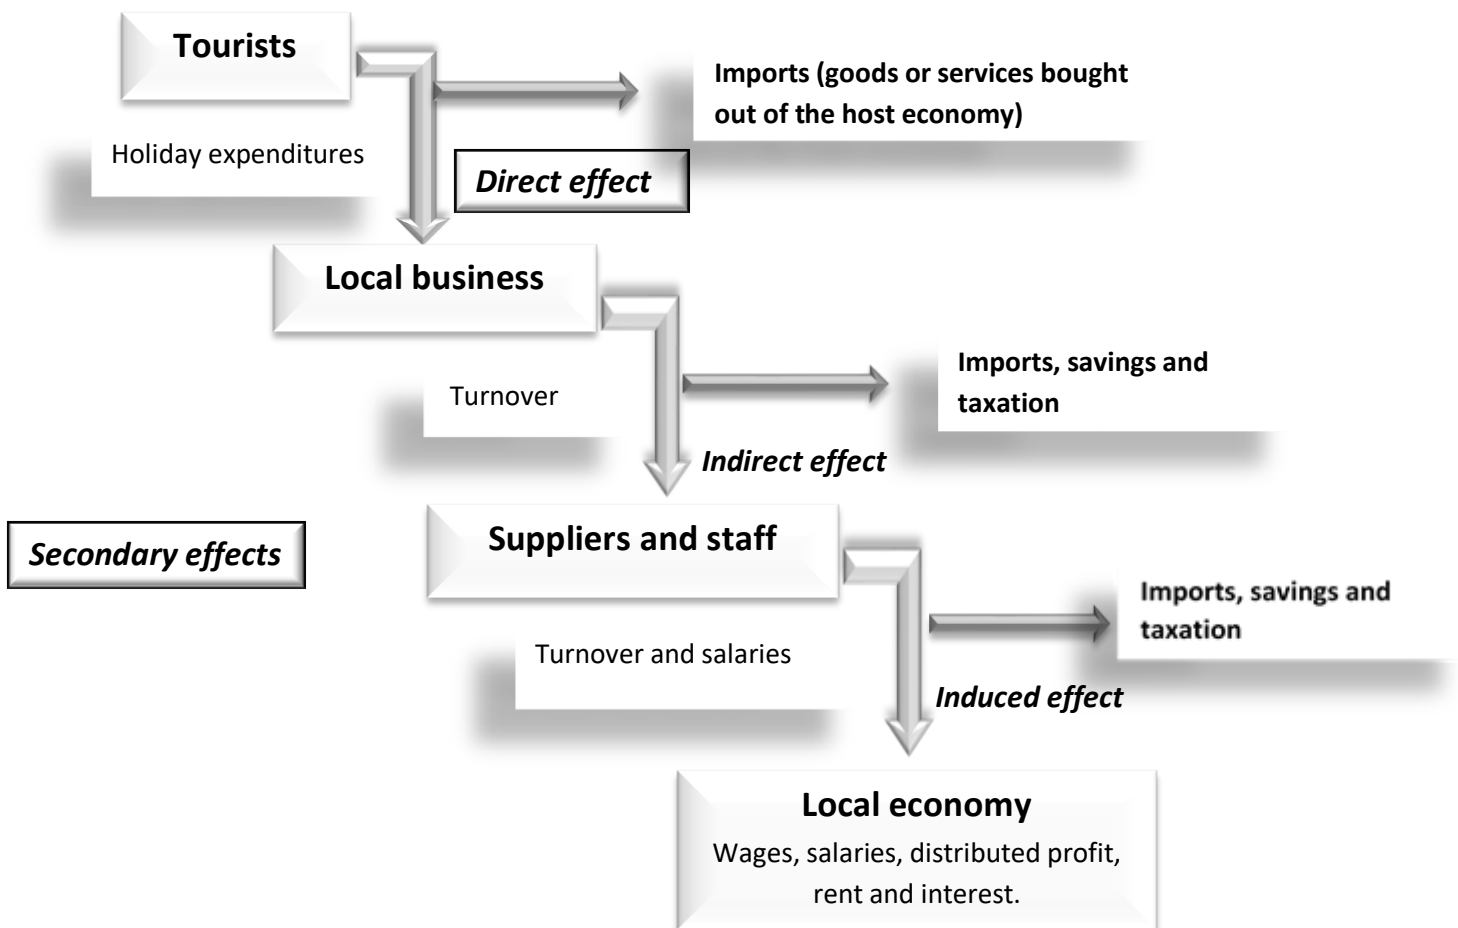 Tourists
Imports (goods or services bought
out of the host economy)
Holiday expenditures
Direct effect
Local business
Imports, savings and
taxation
Turnover
Indirect effect
Suppliers and staff
Secondary effects
Imports, savings and
taxation
Turnover and salaries
Induced effect
Local economy
Wages, salaries, distributed profit,
rent and interest.